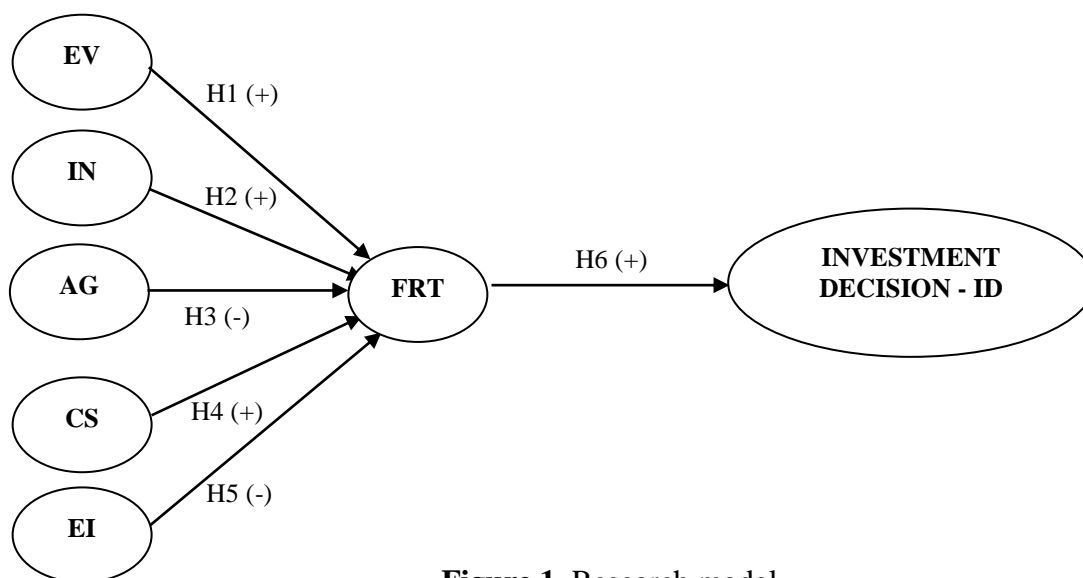 EV
H1 (+)
IN
H2 (+)
AG
H3 (-)
FRT
H6 (+)
INVESTMENT
DECISION - ID
CS
H4 (+)
H5 (-)
EI
Figure 1. Research model